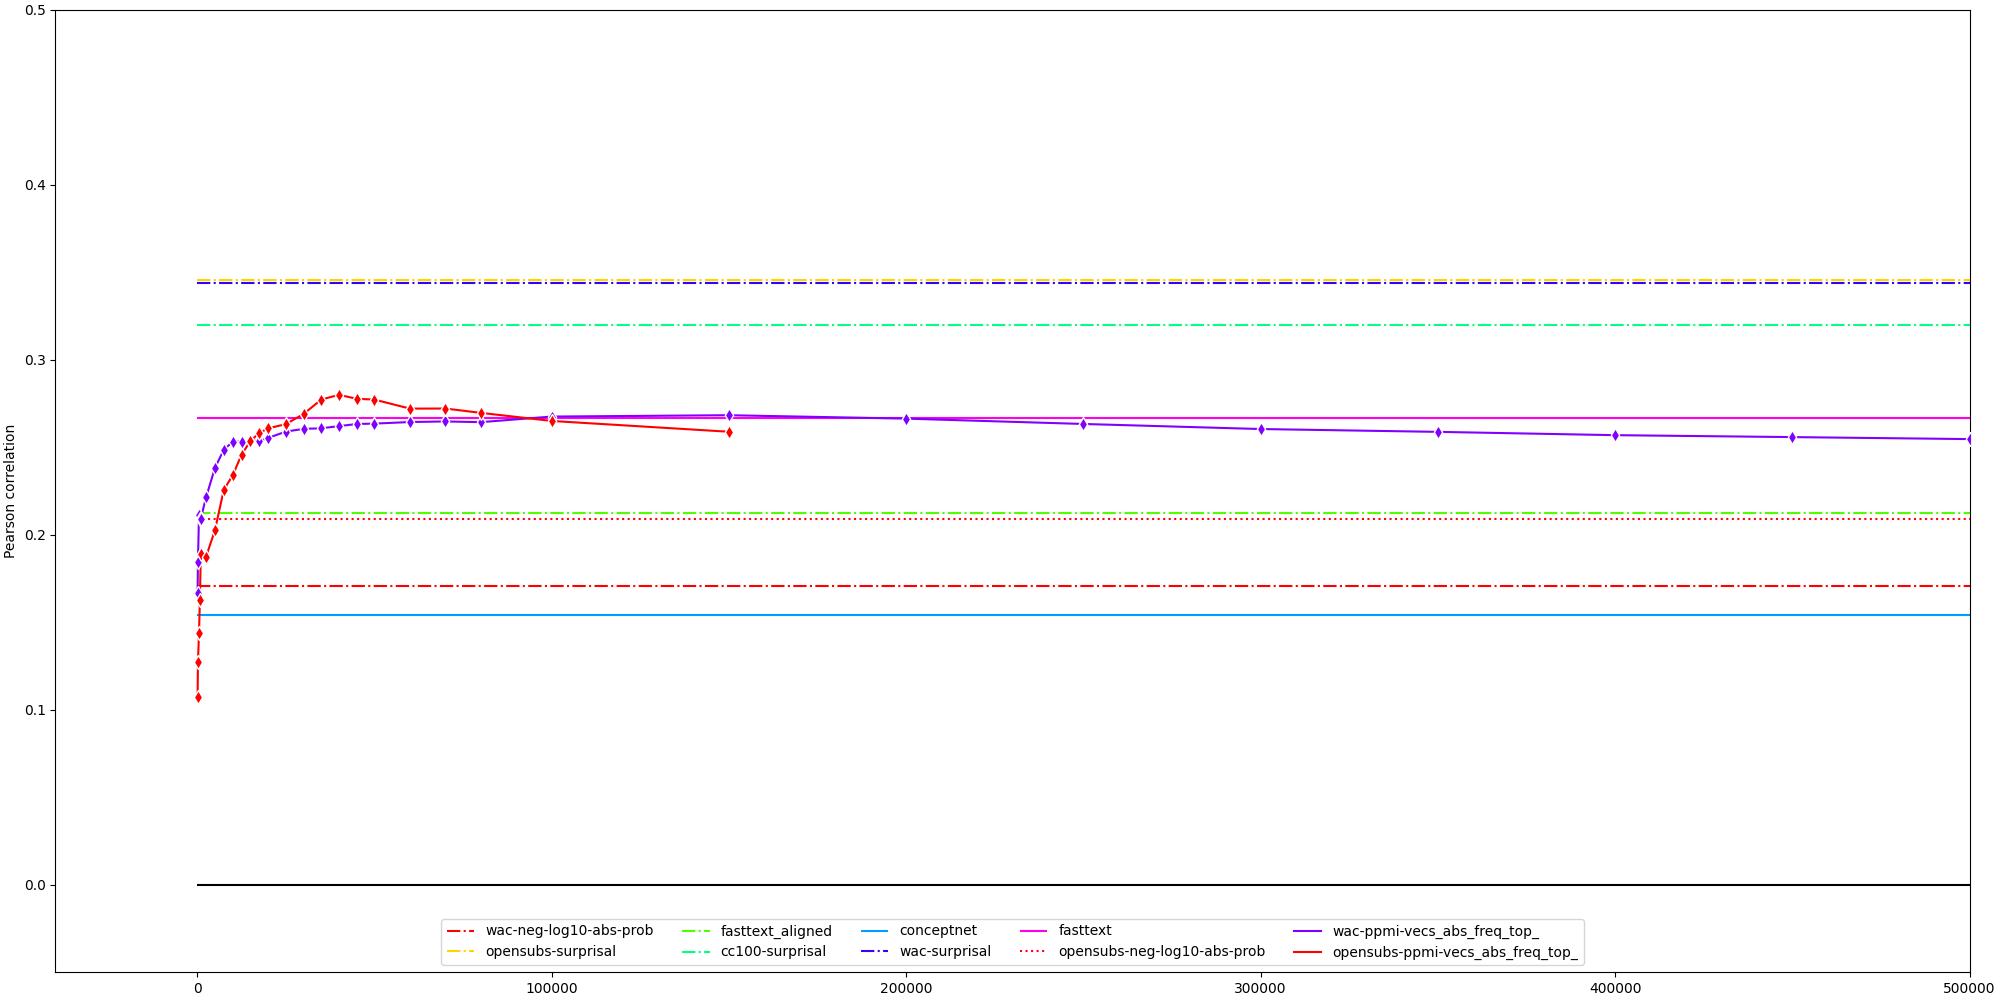 0.5
0.4
0.3
0.2
0.1
0.0
Pearson correlation
wac-neg-log10-abs-prob fasttext_aligned conceptnet fasttext wac-ppmi-vecs_abs_freq_top_
opensubs-surprisal cc100-surprisal wac-surprisal opensubs-neg-log10-abs-prob opensubs-ppmi-vecs_abs_freq_top_
0 100000 200000 300000 400000 500000